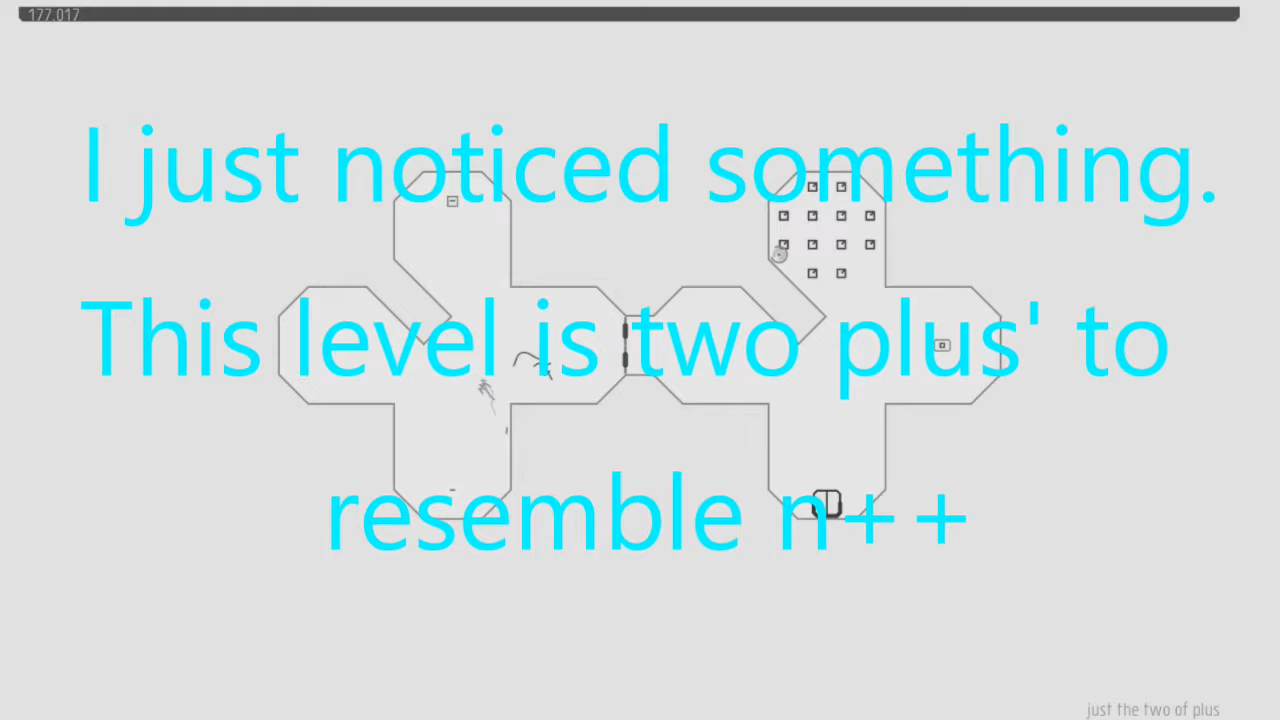 177.017
I just noticed something.
This level is two plus' to
resemble n++
just the two of plus